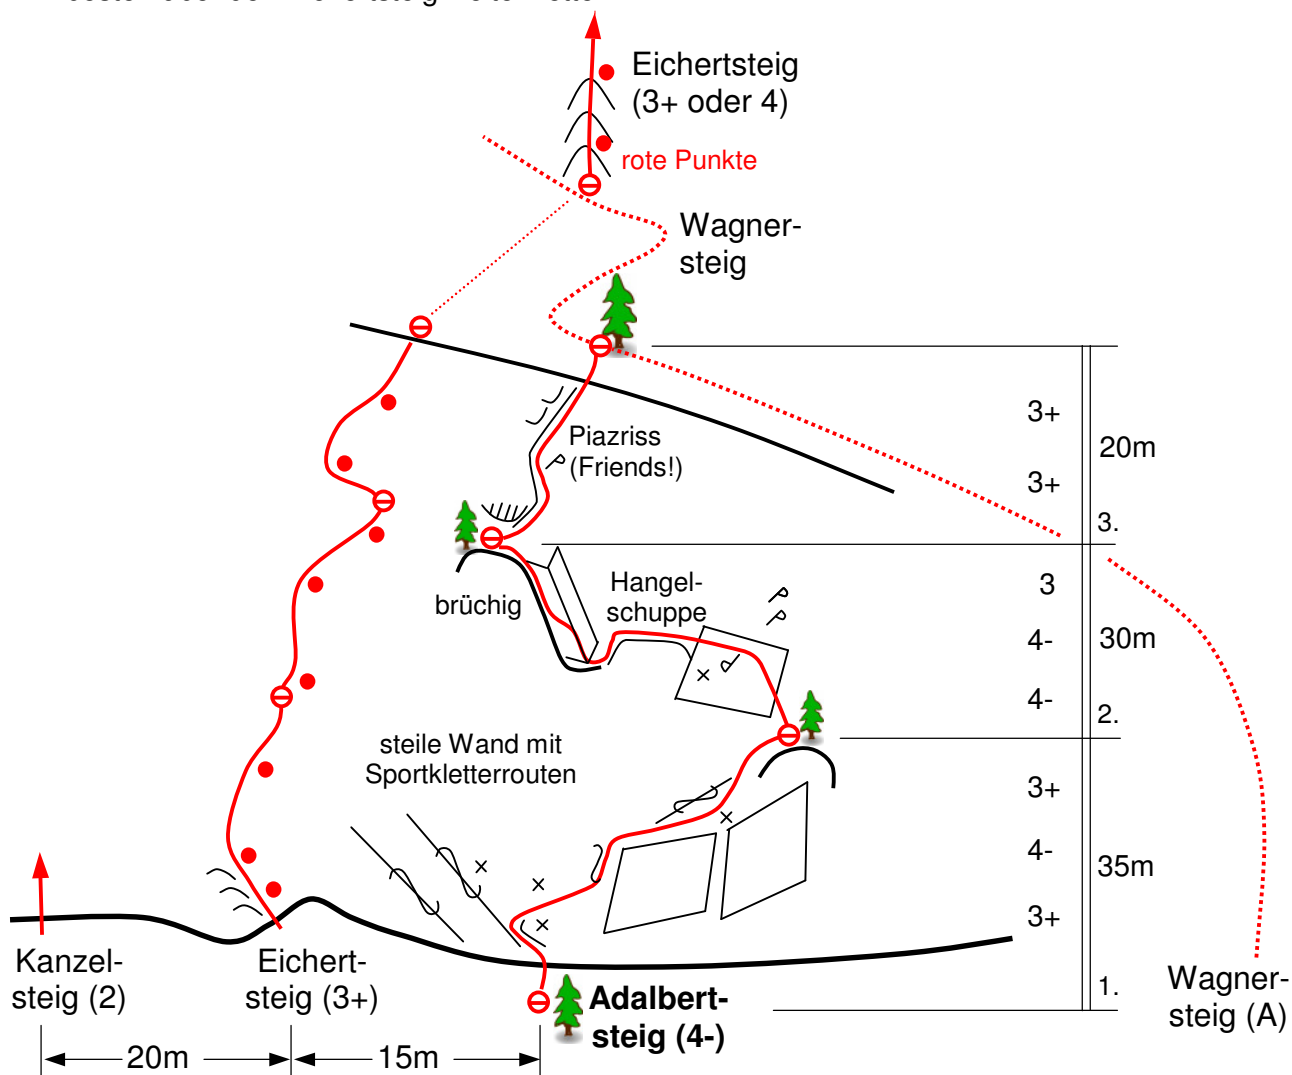 Eichertsteig
(3+ oder 4)
rote Punkte
Wagner-
steig
3+
Piazriss
(Friends!)
20m
3+
3.
brüchig
Hangel-
schuppe
3
4-
30m
4-
2.
steile Wand mit
Sportkletterrouten
3+
4-
35m
3+
1.
Kanzel-
steig (2)
Eichert-
steig (3+)
Adalbert-
steig (4-)
Wagner-
steig (A)
20m
15m